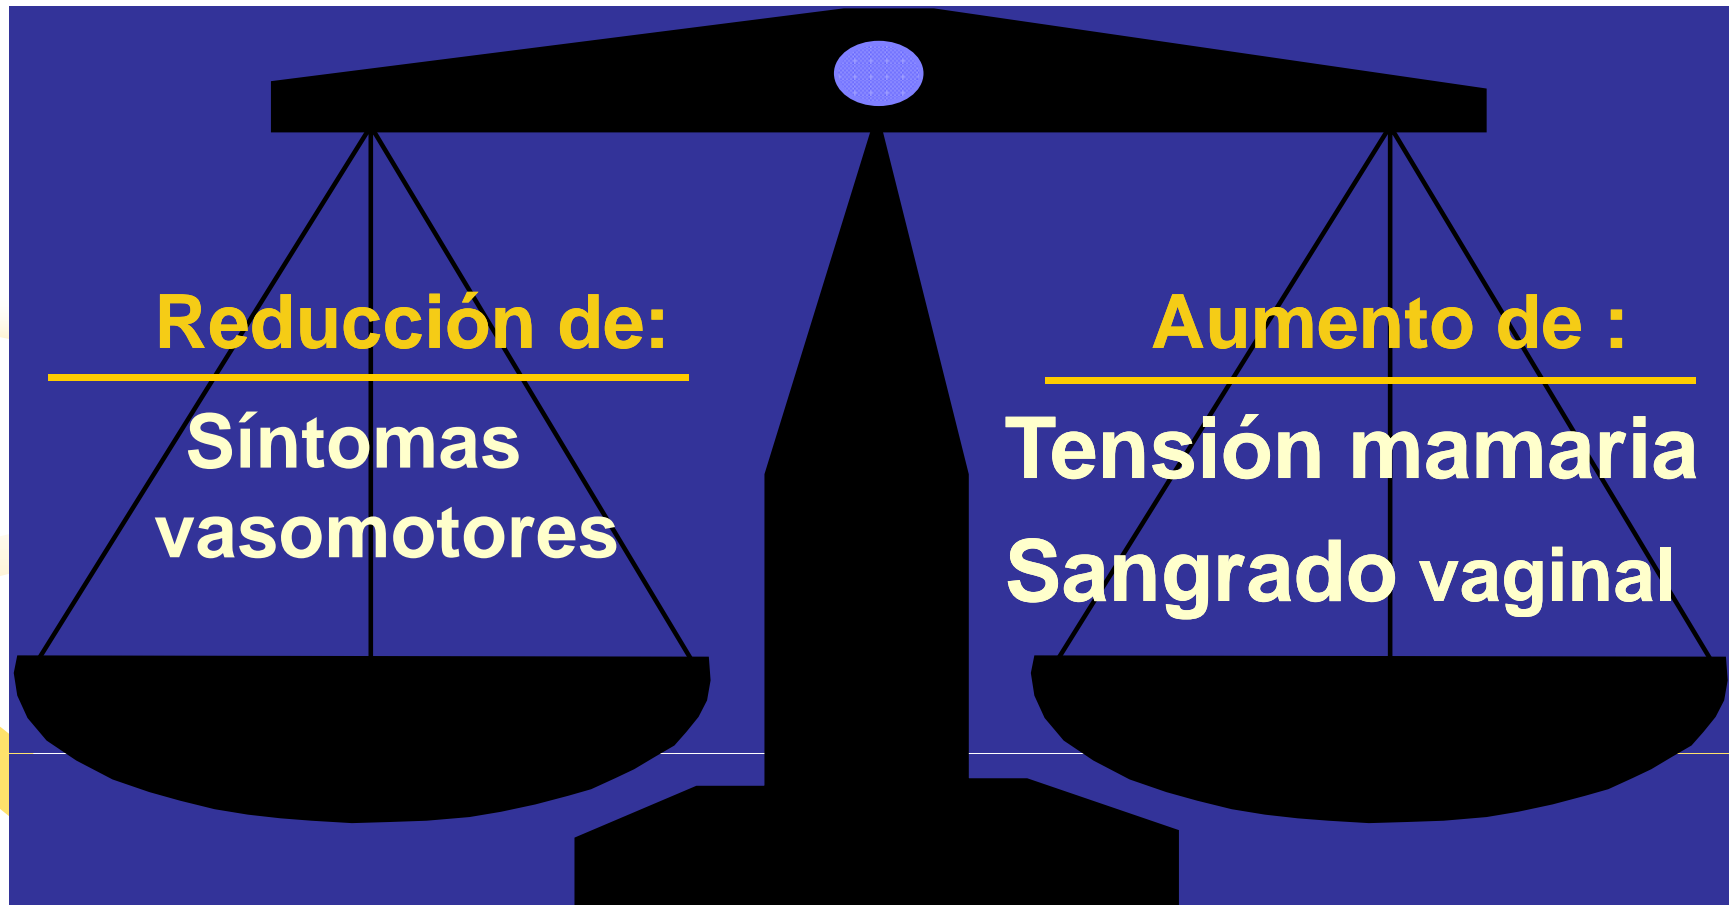 Reducción de:
Síntomas
vasomotores
Aumento de :
Tensión mamaria
Sangrado vaginal